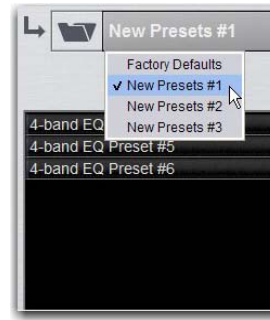 New Presets #1
Factory Defaults
✓ New Presets #1
New Presets #2
New Presets #3
4-band EQ
4-band EQ Preset #5
4-band EQ Preset #6